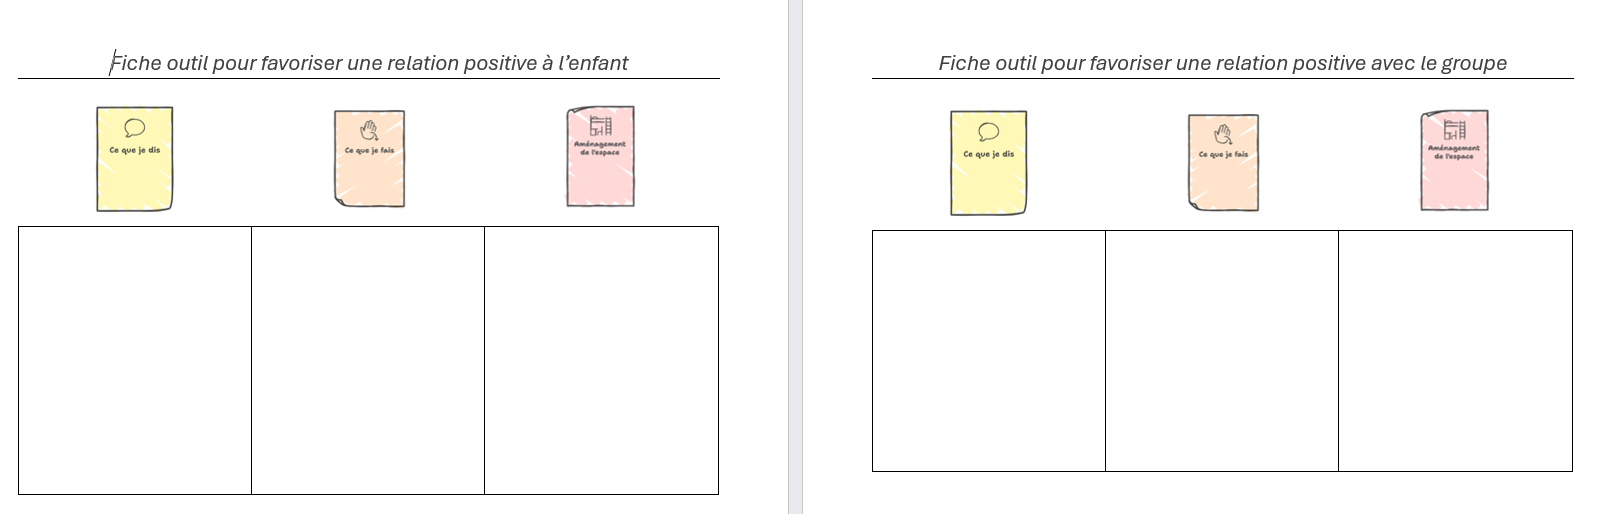 Fiche outil pour favoriser une relation positive à l’enfant
Ce que je dis
Ce que je fais
Aménagement
de l'espace
Fiche outil pour favoriser une relation positive avec le groupe
Ce que je dis
Ce que je fais
Aménagement
de l'espace